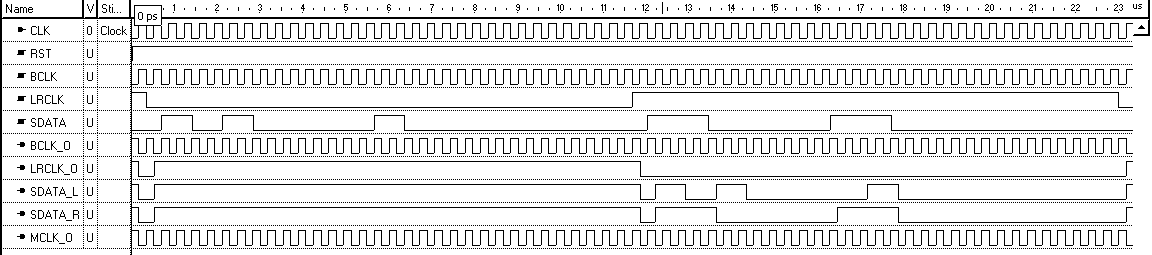 Name V Sti... 1 2 3 4 5 6 7 8 9 10 11 12 13 14 15 16 17 18 19 20 21 22 23 us
0 ps
CLK 0 Clock
RST U
BCLK U
LRCLK U
SDATA U
BCLK_O U
LRCLK_O U
SDATA_L U
SDATA_R U
MCLK_O U